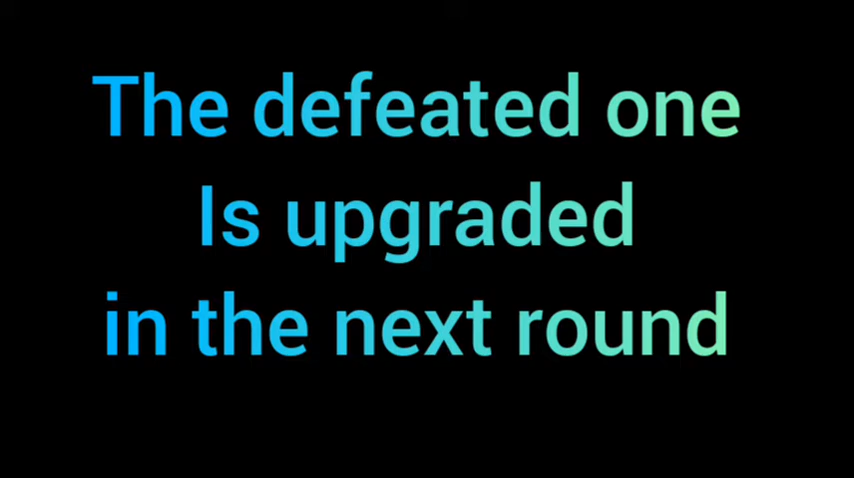 The defeated one
Is upgraded
in the next round